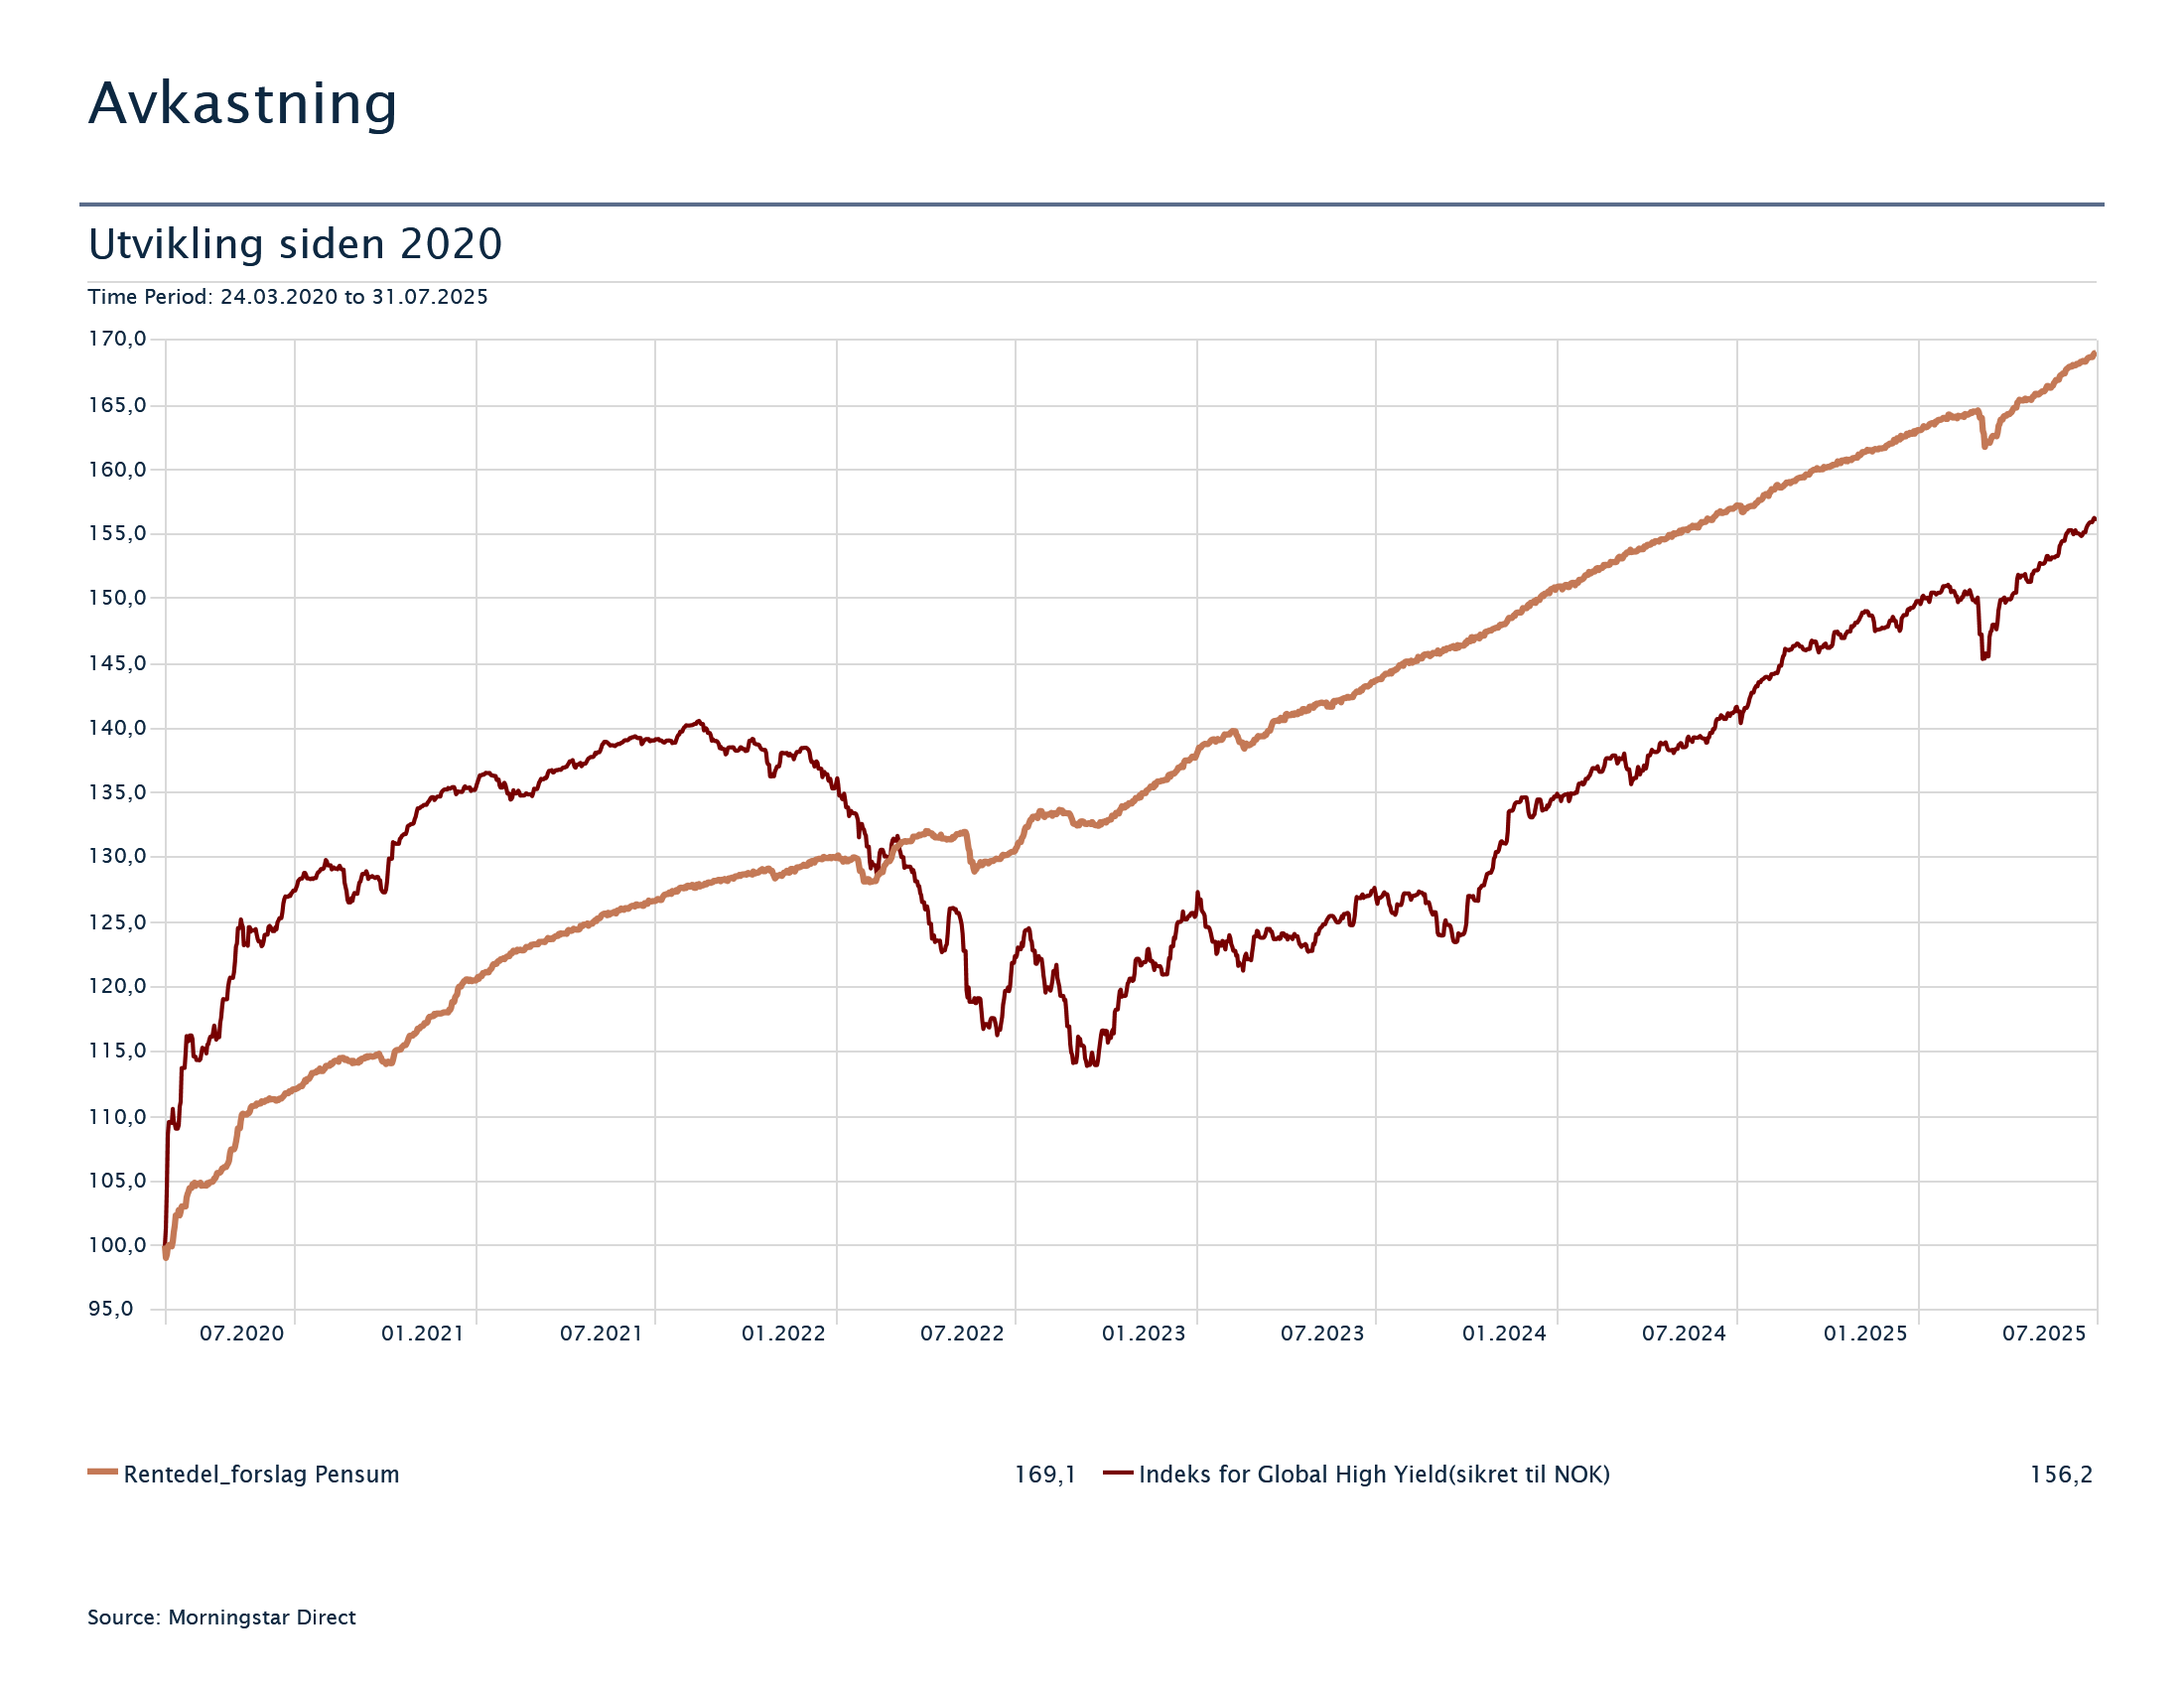 Avkastning
Utvikling siden 2020
Time Period: 24.03.2020 to 31.07.2025
170,0
165,0
160,0
155,0
150,0
145,0
140,0
135,0
130,0
125,0
120,0
115,0
110,0
105,0
100,0
95,0
07.2020 01.2021 07.2021 01.2022 07.2022 01.2023 07.2023 01.2024 07.2024 01.2025 07.2025
Rentedel_forslag Pensum 169,1 Indeks for Global High Yield(sikret til NOK) 156,2
Source: Morningstar Direct